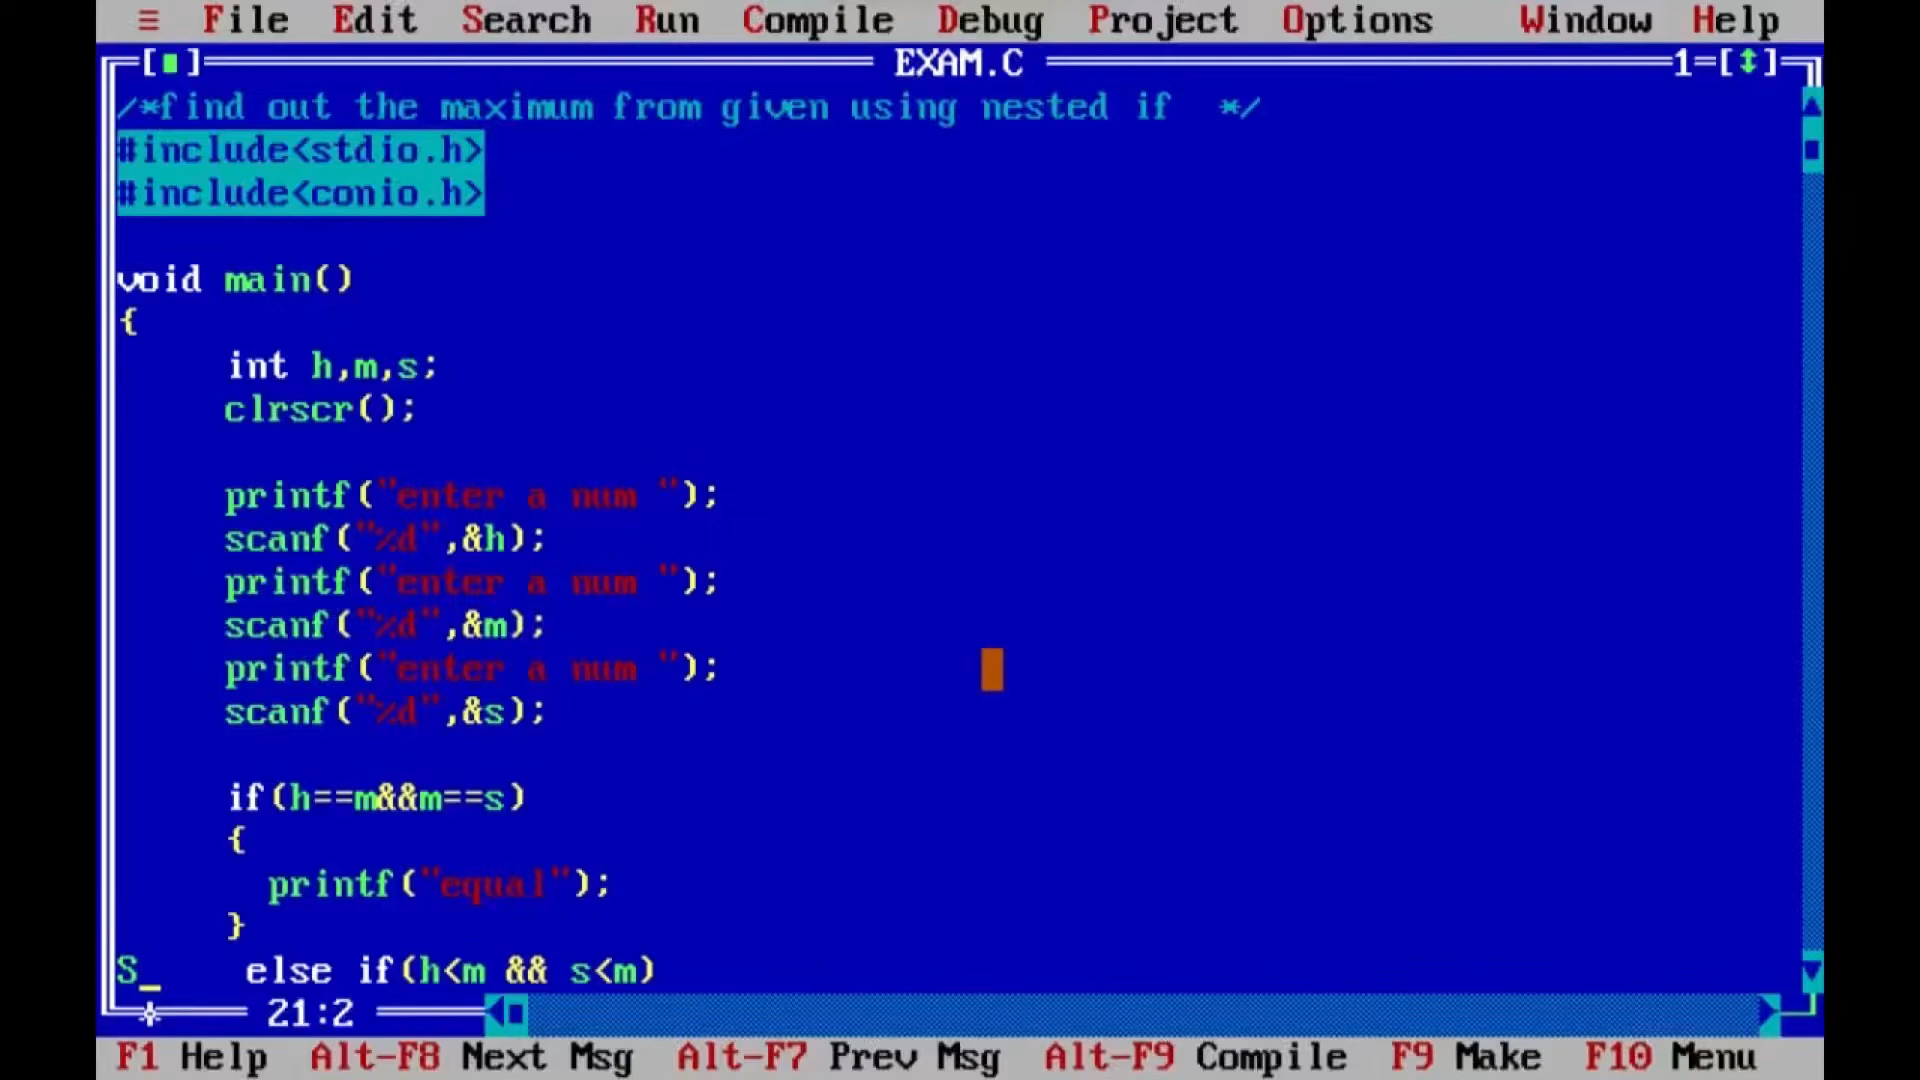 ≡ File Edit Search Run Compile Debug Project Options Window Help
[■] EXAM.C 1=[↕]
/*find out the maximum from given using nested if  */
#include<stdio.h>
#include<conio.h>
void main()
{
int h,m,s;
clrscr();
printf("enter a num ");
scanf("%d",&h);
printf("enter a num ");
scanf("%d",&m);
printf("enter a num ");
scanf("%d",&s);
if(h==m&&m==s)
{
printf("equal");
}
S_ else if(h<m && s<m)
21:2
F1 Help Alt-F8 Next Msg Alt-F7 Prev Msg Alt-F9 Compile F9 Make F10 Menu